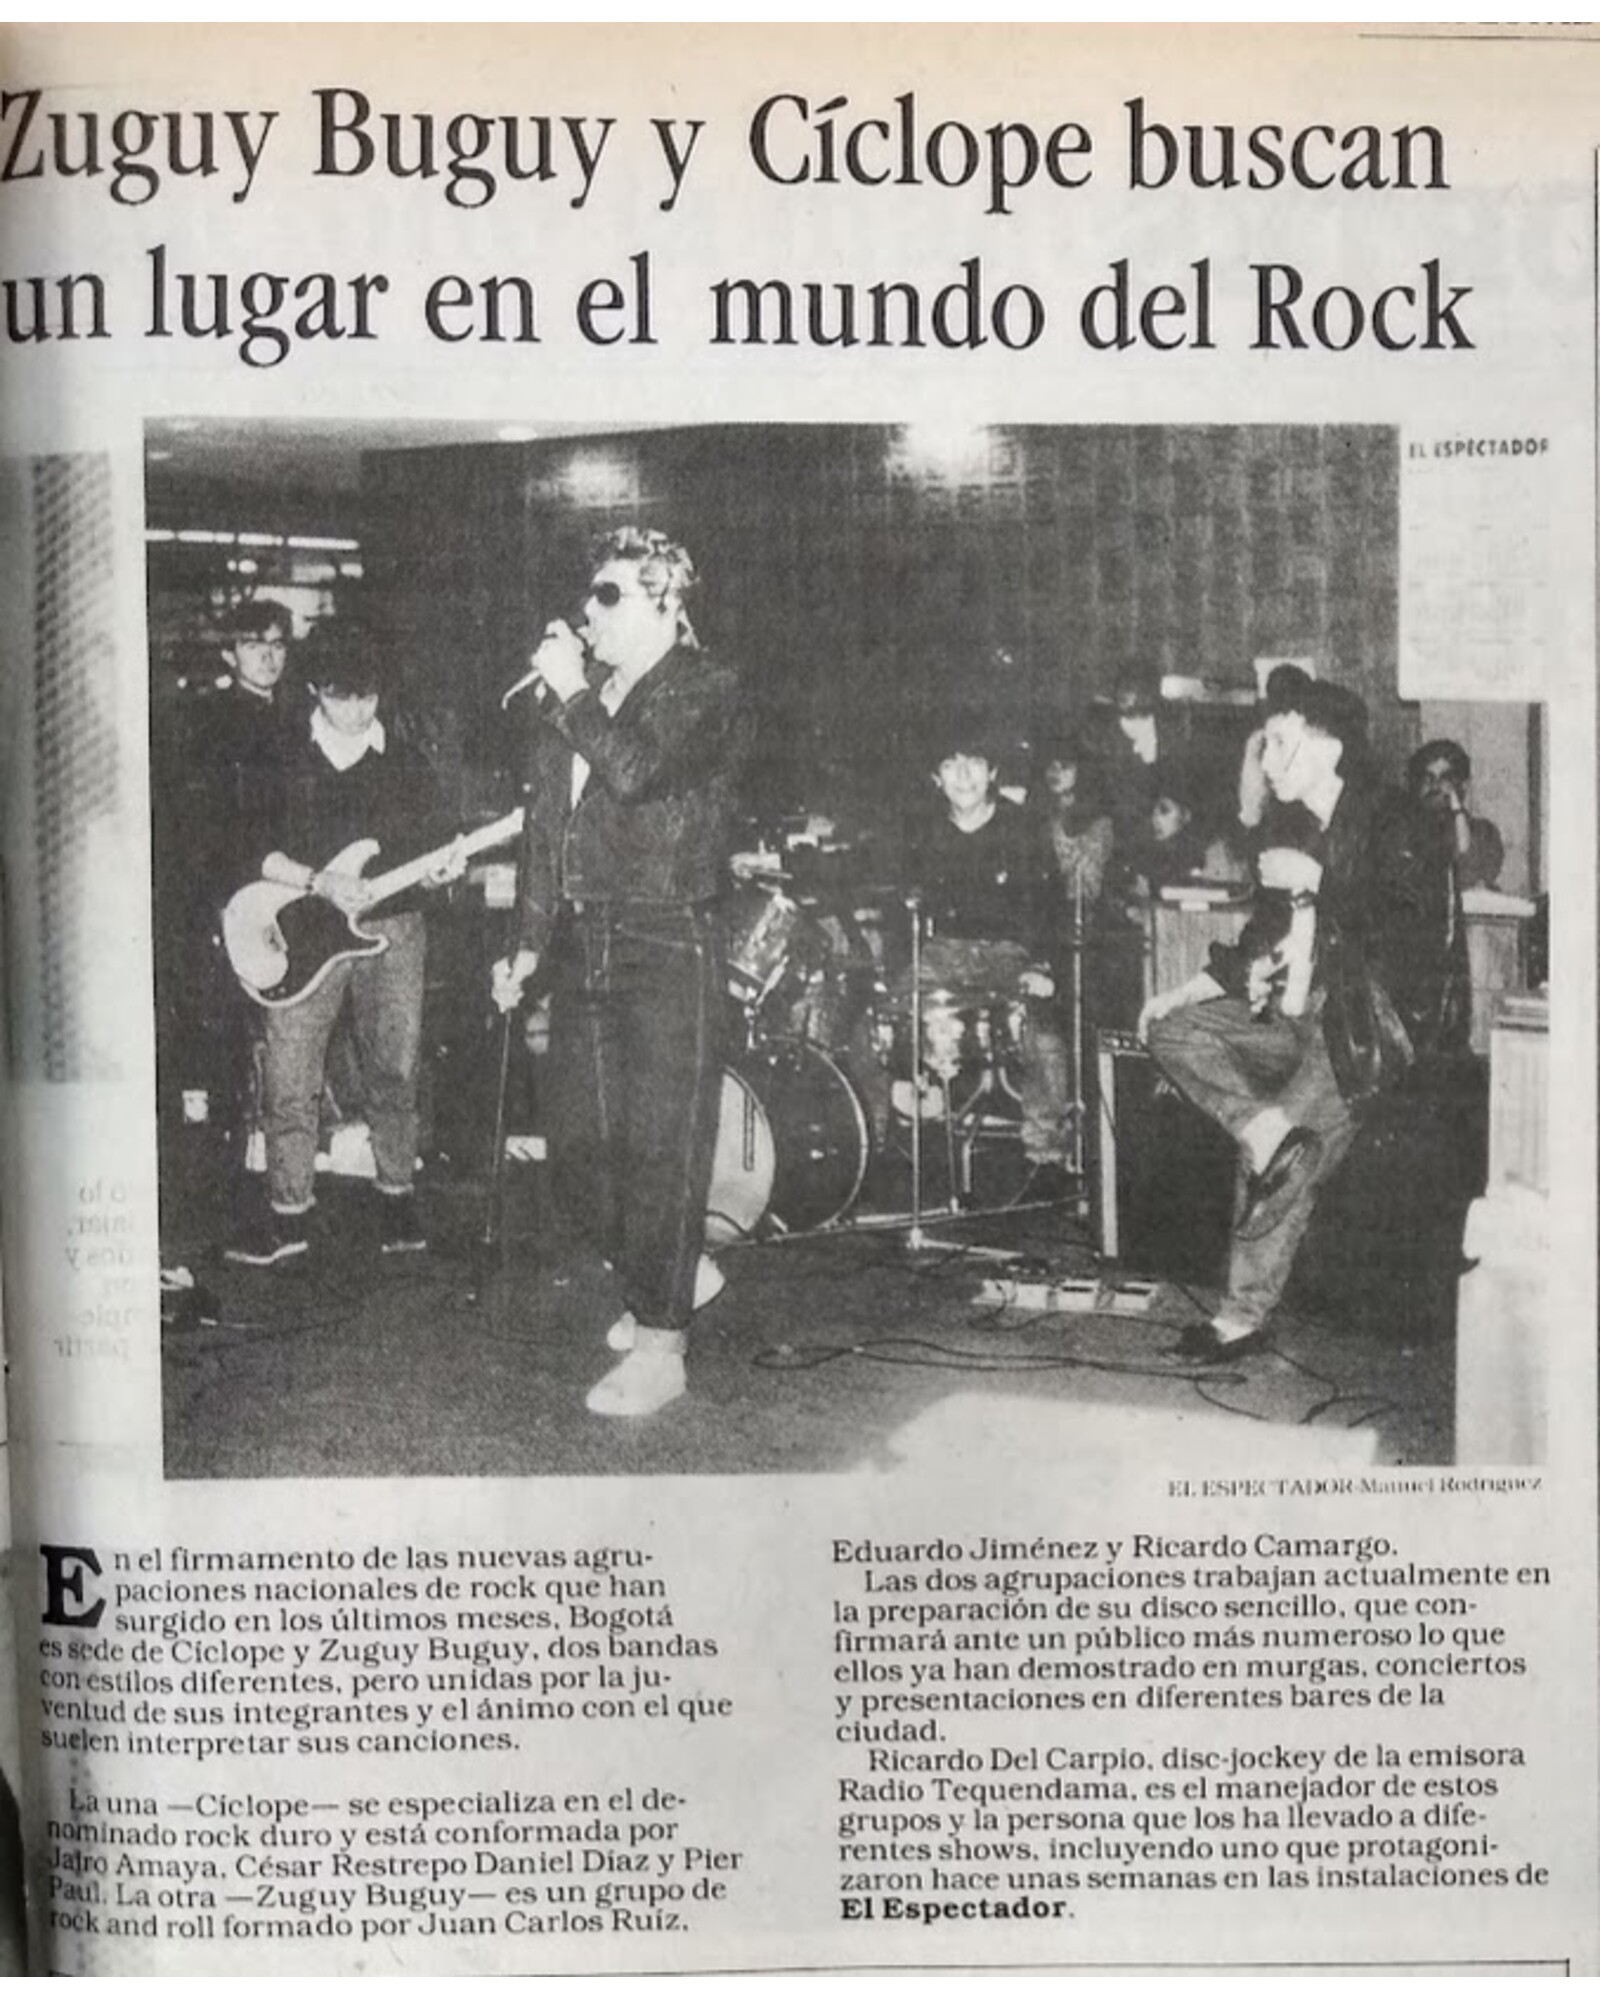 Zuguy Buguy y Cíclope buscan
un lugar en el mundo del Rock
EL ESPECTADOR
EL ESPECTADOR-Manuel Rodríguez
En el firmamento de las nuevas agru-
paciones nacionales de rock que han
surgido en los últimos meses, Bogotá
es sede de Cíclope y Zuguy Buguy, dos bandas
con estilos diferentes, pero unidas por la ju-
ventud de sus integrantes y el ánimo con el que
suelen interpretar sus canciones.
La una —Cíclope— se especializa en el de-
nominado rock duro y está conformada por
Jairo Amaya, César Restrepo Daniel Díaz y Pier
Paul. La otra —Zuguy Buguy— es un grupo de
rock and roll formado por Juan Carlos Ruíz,
Eduardo Jiménez y Ricardo Camargo.
Las dos agrupaciones trabajan actualmente en
la preparación de su disco sencillo, que con-
firmará ante un público más numeroso lo que
ellos ya han demostrado en murgas, conciertos
y presentaciones en diferentes bares de la
ciudad.
Ricardo Del Carpio, disc-jockey de la emisora
Radio Tequendama, es el manejador de estos
grupos y la persona que los ha llevado a dife-
rentes shows, incluyendo uno que protagoni-
zaron hace unas semanas en las instalaciones de
El Espectador.